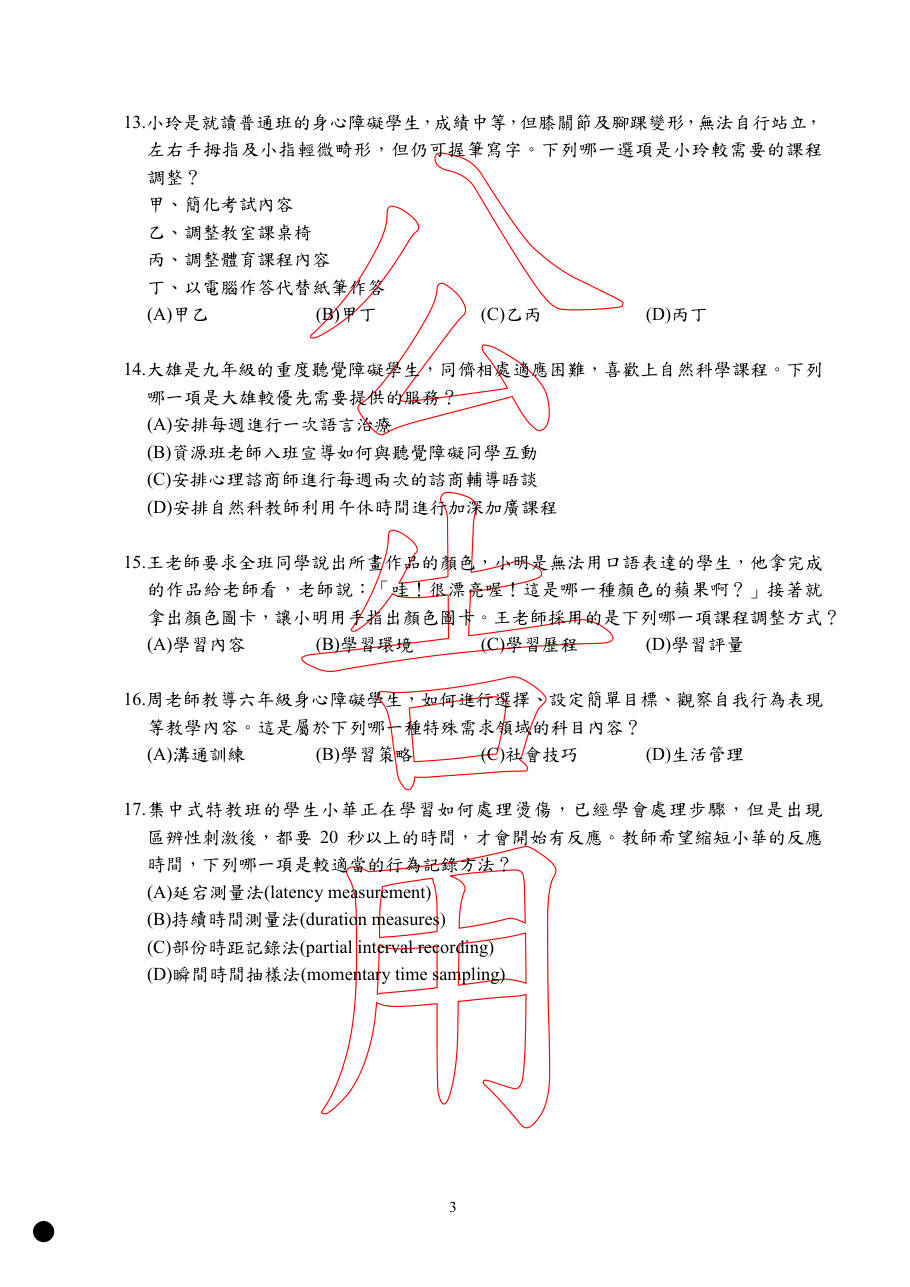 13.小玲是就讀普通班的身心障礙學生，成績中等，但膝關節及腳踝變形，無法自行站立，
左右手拇指及小指輕微畸形，但仍可握筆寫字。下列哪一選項是小玲較需要的課程
調整？
甲、簡化考試內容
乙、調整教室課桌椅
丙、調整體育課程內容
丁、以電腦作答代替紙筆作答
(A)甲乙 (B)甲丁 (C)乙丙 (D)丙丁
14.大雄是九年級的重度聽覺障礙學生，同儕相處適應困難，喜歡上自然科學課程。下列
哪一項是大雄較優先需要提供的服務？
(A)安排每週進行一次語言治療
(B)資源班老師入班宣導如何與聽覺障礙同學互動
(C)安排心理諮商師進行每週兩次的諮商輔導晤談
(D)安排自然科教師利用午休時間進行加深加廣課程
15.王老師要求全班同學說出所畫作品的顏色，小明是無法用口語表達的學生，他拿完成
的作品給老師看，老師說：「哇！很漂亮喔！這是哪一種顏色的蘋果啊？」接著就
拿出顏色圖卡，讓小明用手指出顏色圖卡。王老師採用的是下列哪一項課程調整方式？
(A)學習內容 (B)學習環境 (C)學習歷程 (D)學習評量
16.周老師教導六年級身心障礙學生，如何進行選擇、設定簡單目標、觀察自我行為表現
等教學內容。這是屬於下列哪一種特殊需求領域的科目內容？
(A)溝通訓練 (B)學習策略 (C)社會技巧 (D)生活管理
17.集中式特教班的學生小華正在學習如何處理燙傷，已經學會處理步驟，但是出現
區辨性刺激後，都要 20 秒以上的時間，才會開始有反應。教師希望縮短小華的反應
時間，下列哪一項是較適當的行為記錄方法？
(A)延宕測量法(latency measurement)
(B)持續時間測量法(duration measures)
(C)部份時距記錄法(partial interval recording)
(D)瞬間時間抽樣法(momentary time sampling)
公告用
3